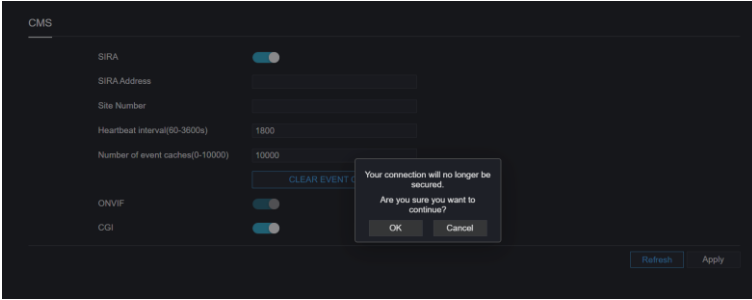 CMS
SIRA
SIRA Address
Site Number
Heartbeat interval(60-3600s) 1800
Number of event caches(0-10000) 10000
CLEAR EVENT
Your connection will no longer be
secured.
Are you sure you want to
continue?
OK Cancel
ONVIF
CGI
Refresh Apply